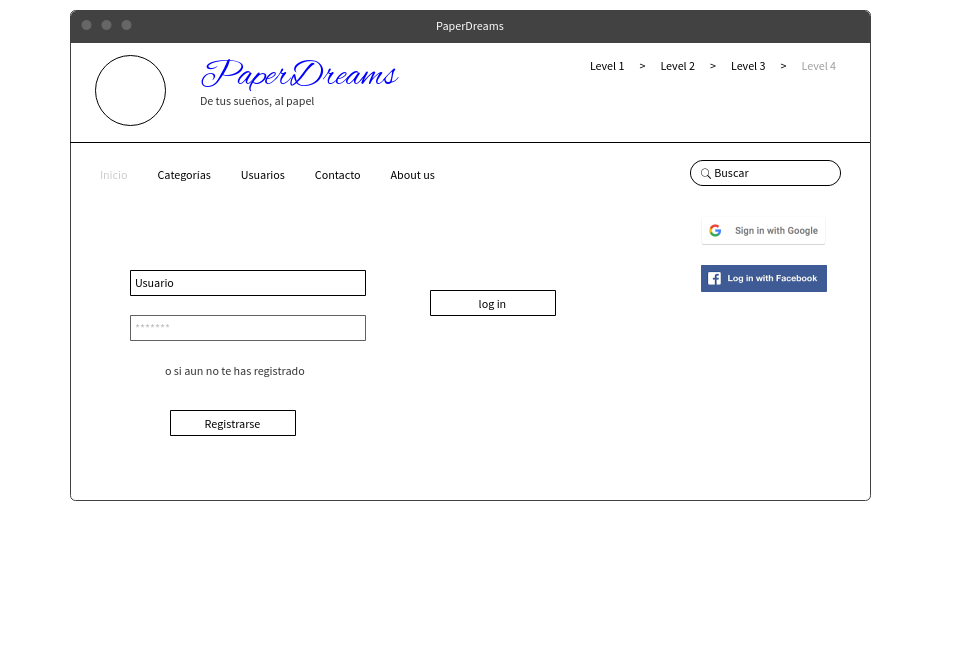 PaperDreams
PaperDreams
De tus sueños, al papel
Level 1 > Level 2 > Level 3 > Level 4
Inicio Categorías Usuarios Contacto About us
Buscar
Sign in with Google
Log in with Facebook
Usuario
*******
log in
o si aun no te has registrado
Registrarse